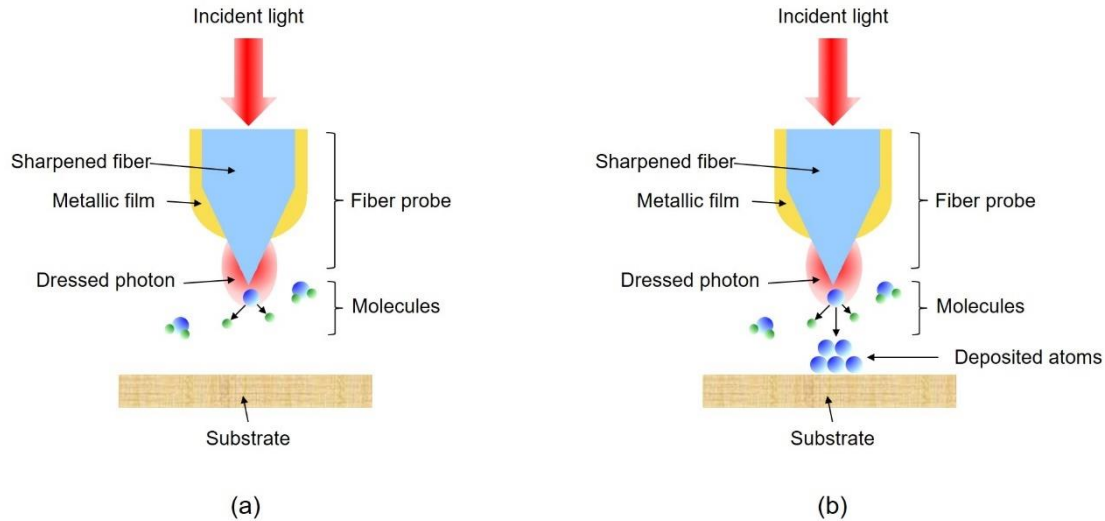 Incident light
Sharpened fiber
Metallic film
Fiber probe
Dressed photon
Molecules
Substrate
(a)
Incident light
Sharpened fiber
Metallic film
Fiber probe
Dressed photon
Molecules
Deposited atoms
Substrate
(b)